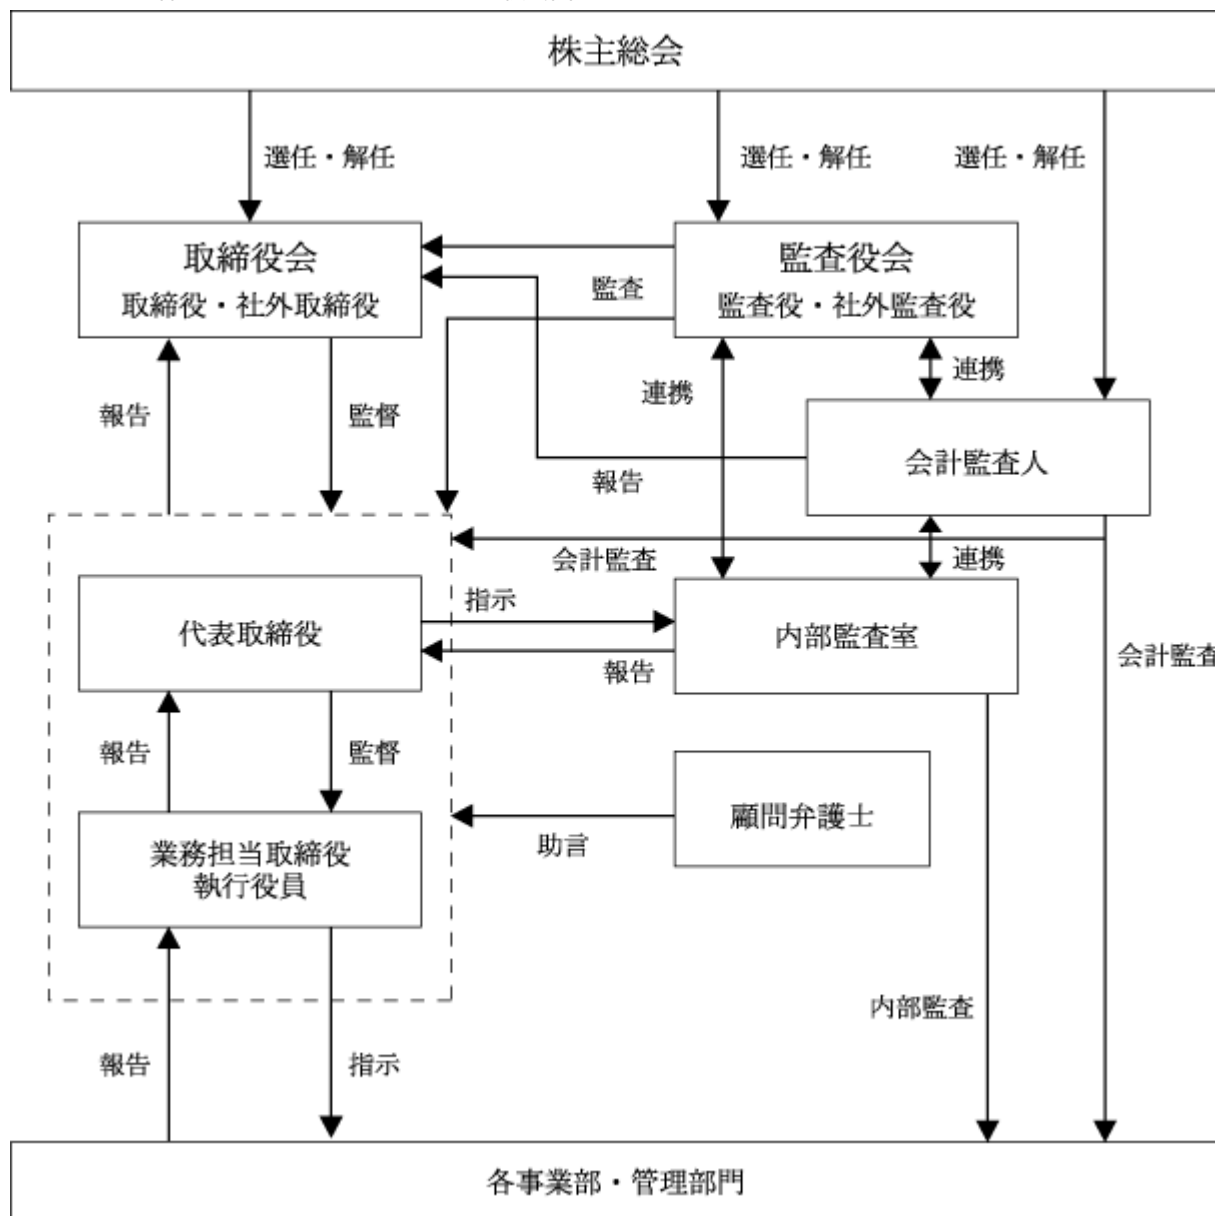 株主総会
選任・解任
選任・解任
選任・解任
取締役会
取締役・社外取締役
監査役会
監査役・社外監査役
監査
連携
連携
報告
監督
会計監査人
報告
会計監査
連携
指示
代表取締役
内部監査室
報告
会計監査
報告
監督
顧問弁護士
助言
業務担当取締役
執行役員
内部監査
報告
指示
各事業部・管理部門